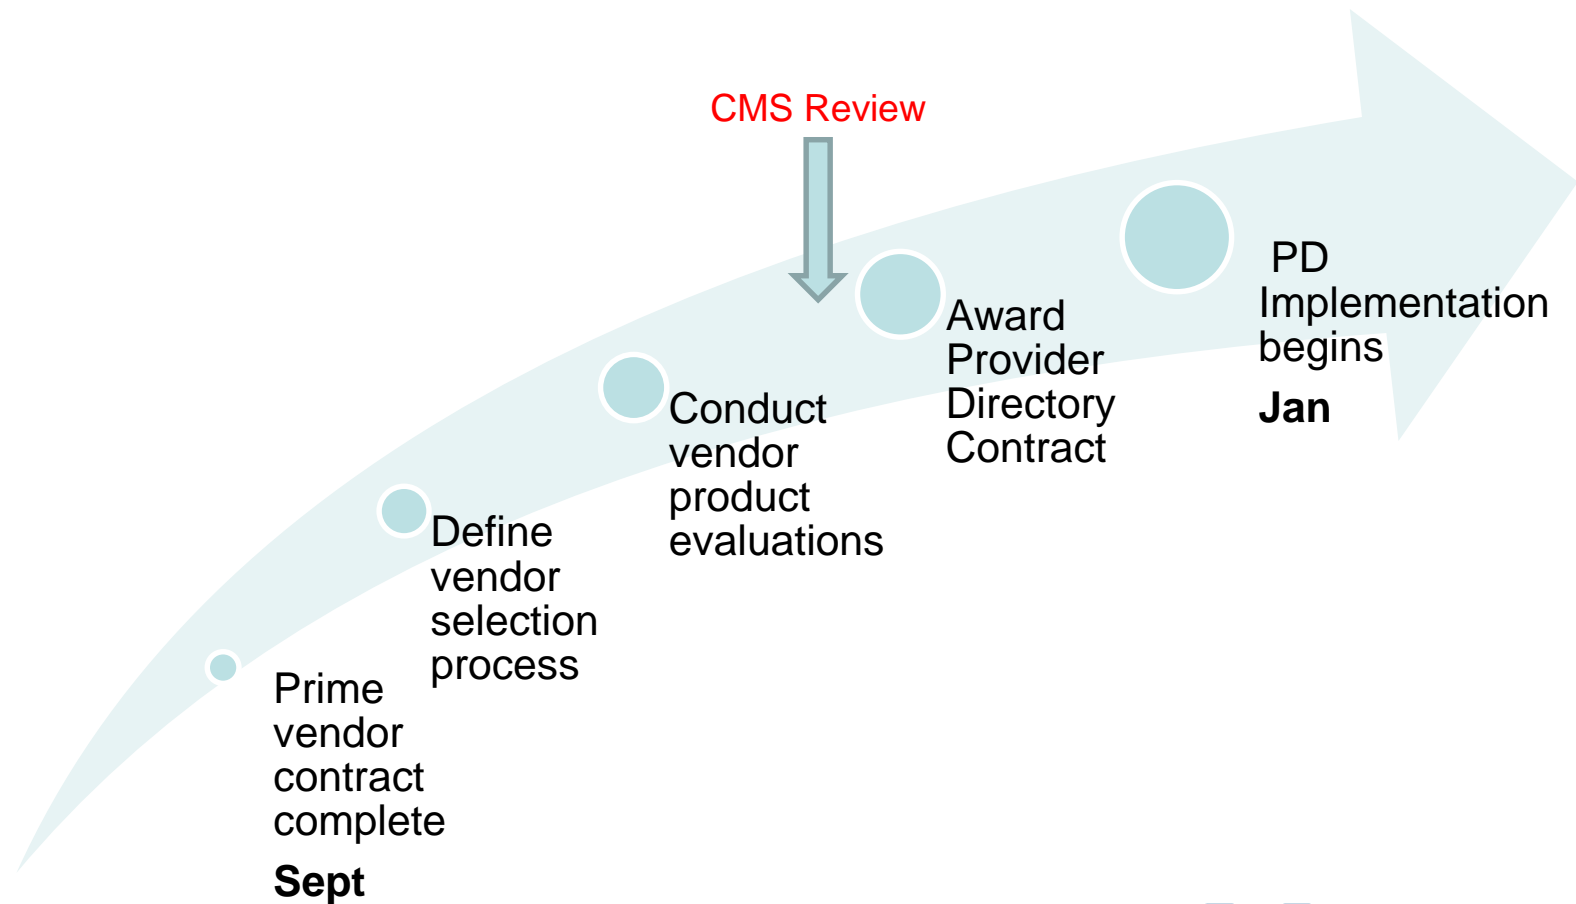 CMS Review
Prime
vendor
contract
complete
Sept
Define
vendor
selection
process
Conduct
vendor
product
evaluations
Award
Provider
Directory
Contract
PD
Implementation
begins
Jan